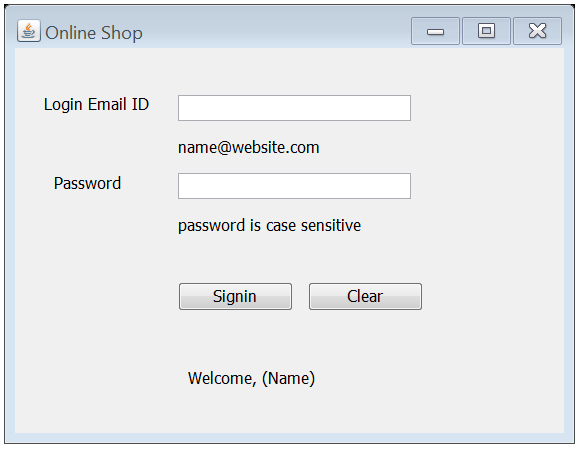 Online Shop
Login Email ID
name@website.com
Password
password is case sensitive
Signin Clear
Welcome, (Name)